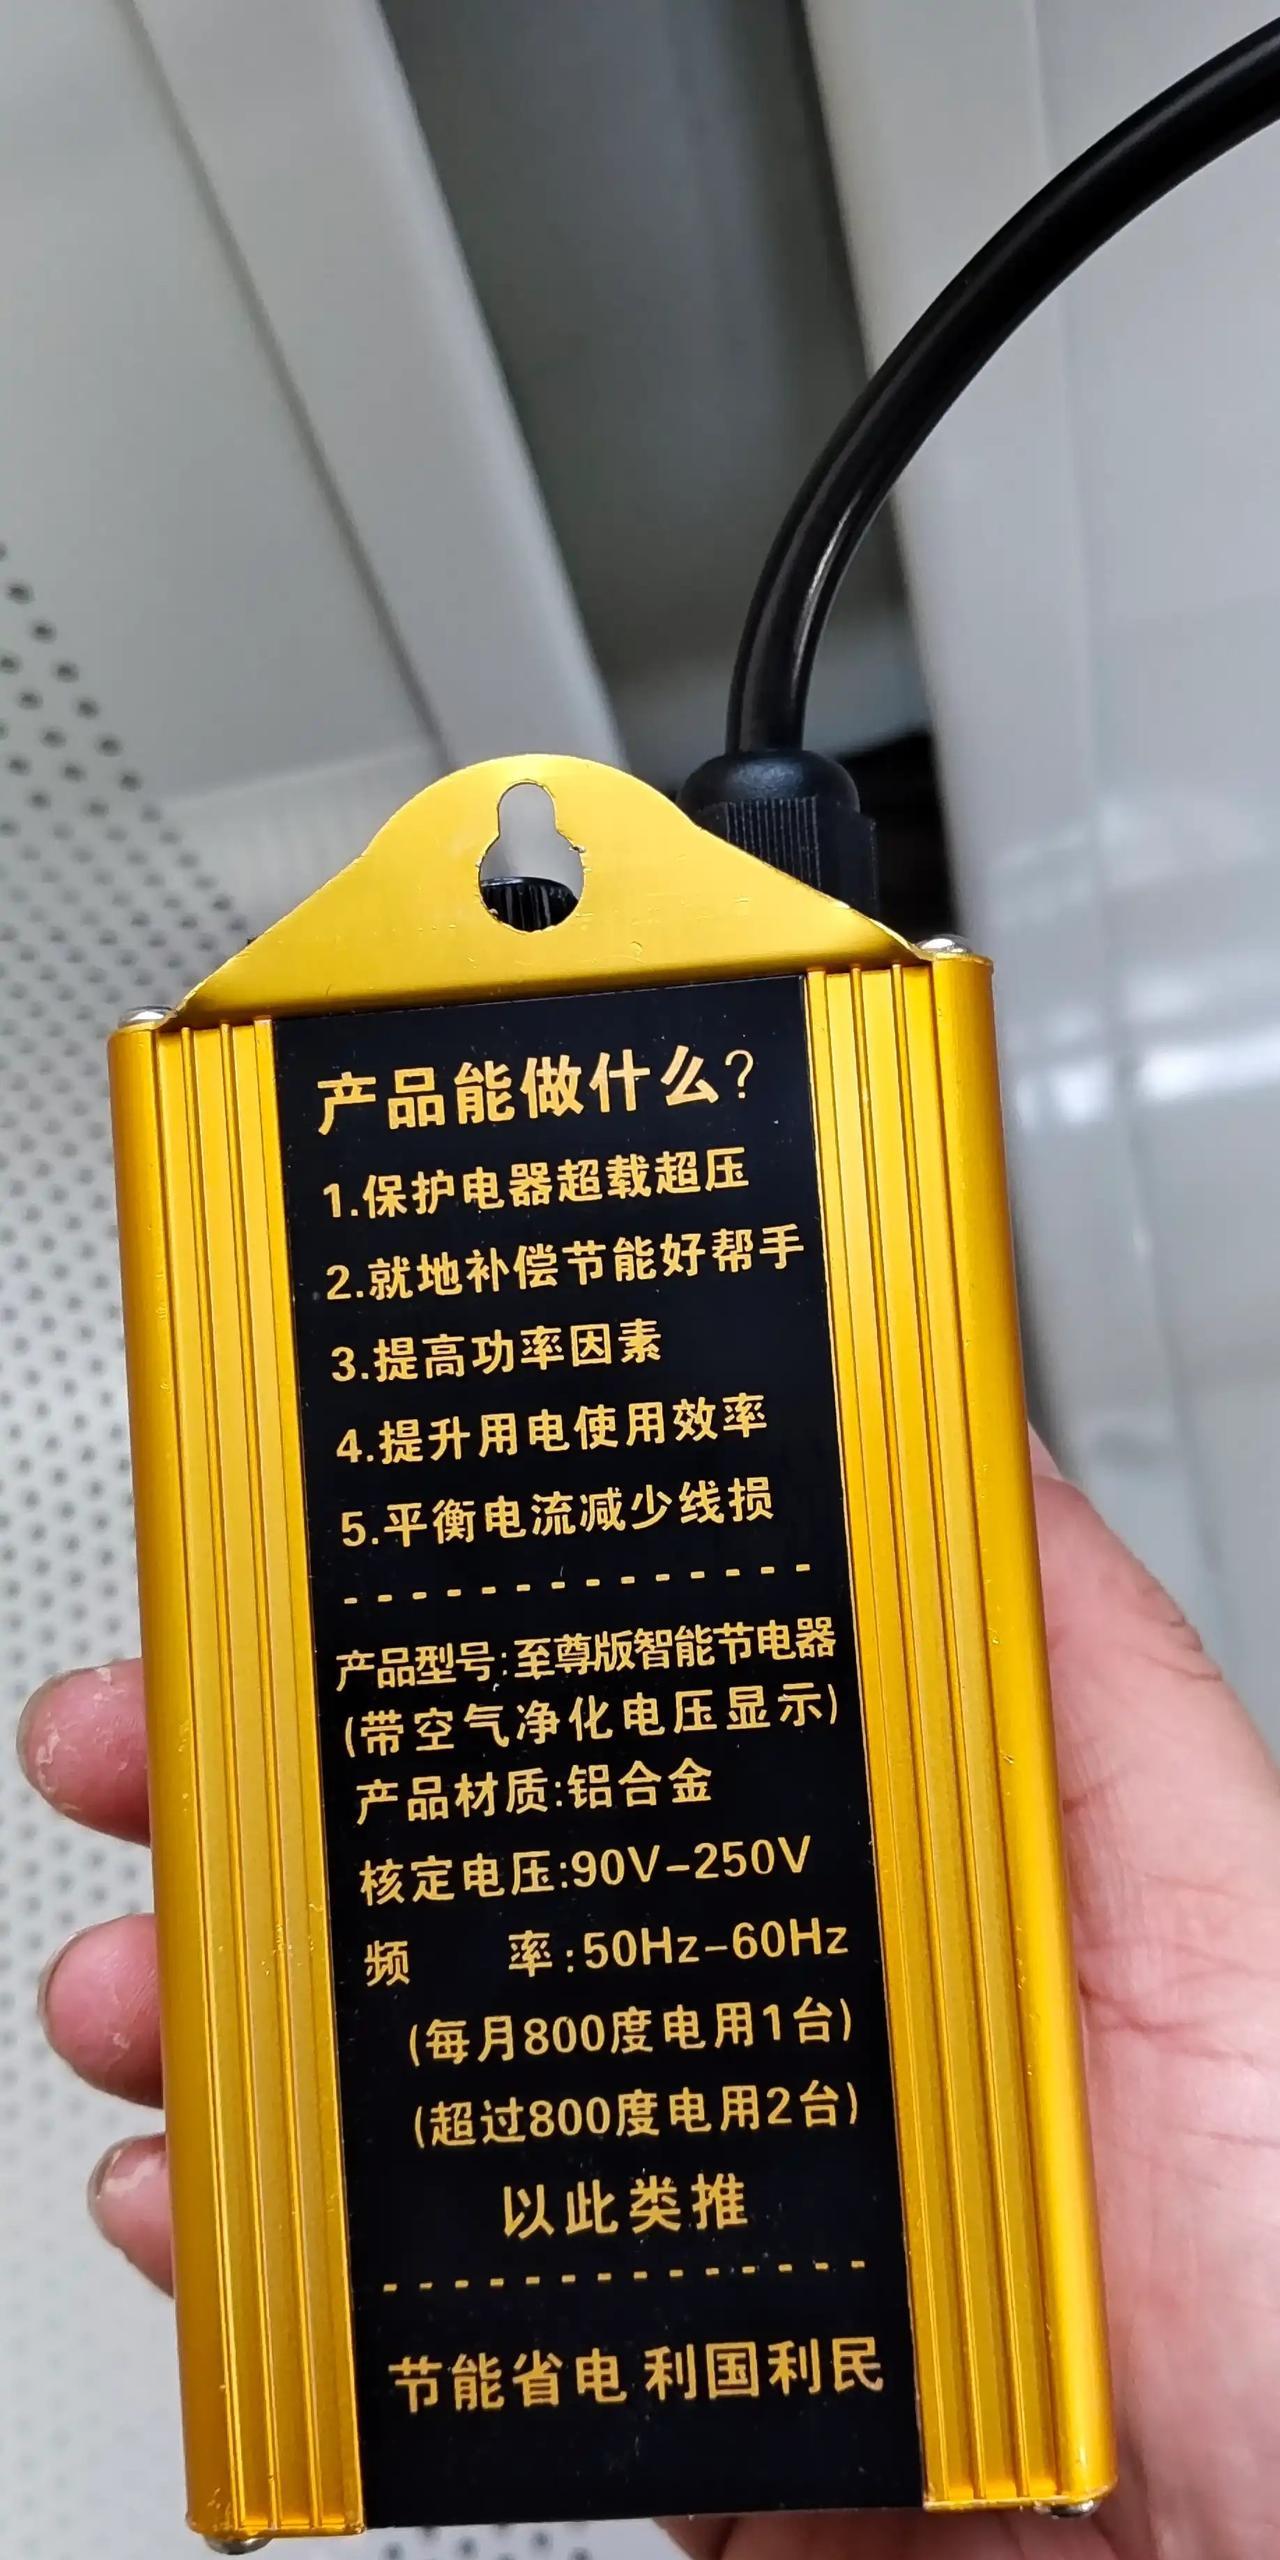 产品能做什么?
1.保护电器超载超压
2.就地补偿节能好帮手
3.提高功率因素
4.提升用电使用效率
5.平衡电流减少线损
产品型号:至尊版智能节电器
(带空气净化电压显示)
产品材质:铝合金
核定电压:90V-250V
频 率:50Hz-60Hz
(每月800度电用1台)
(超过800度电用2台)
以此类推
节能省电 利国利民